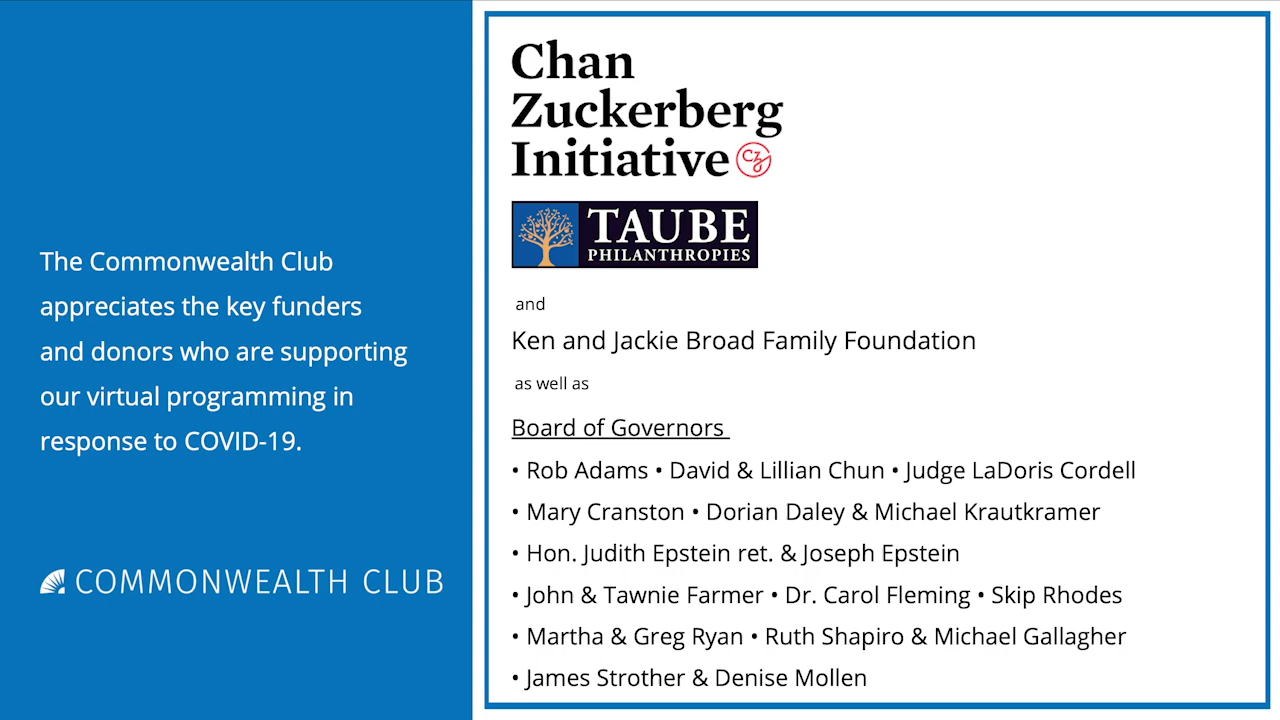 The Commonwealth Club
appreciates the key funders
and donors who are supporting
our virtual programming in
response to COVID-19.
COMMONWEALTH CLUB
Chan
Zuckerberg
Initiative
CZ
TAUBE
PHILANTHROPIES
and
Ken and Jackie Broad Family Foundation
as well as
Board of Governors
• Rob Adams • David & Lillian Chun • Judge LaDoris Cordell
• Mary Cranston • Dorian Daley & Michael Krautkramer
• Hon. Judith Epstein ret. & Joseph Epstein
• John & Tawnie Farmer • Dr. Carol Fleming • Skip Rhodes
• Martha & Greg Ryan • Ruth Shapiro & Michael Gallagher
• James Strother & Denise Mollen